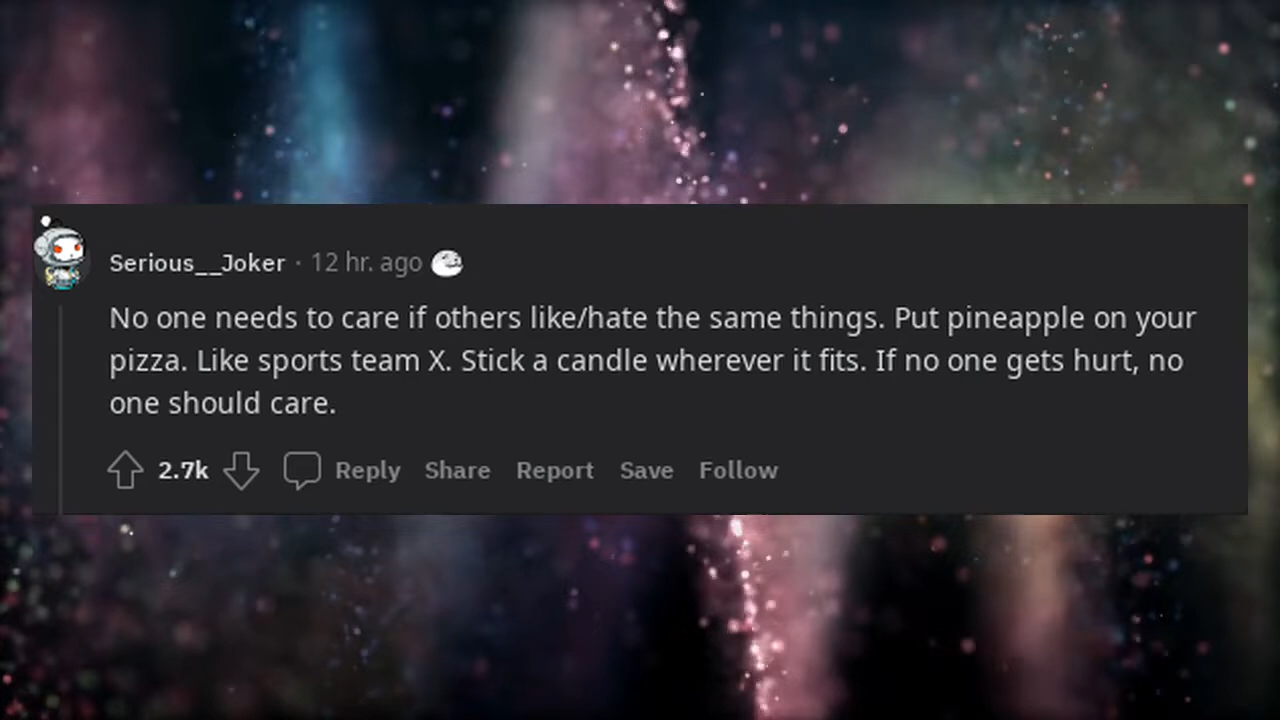 Serious__Joker · 12 hr. ago
No one needs to care if others like/hate the same things. Put pineapple on your
pizza. Like sports team X. Stick a candle wherever it fits. If no one gets hurt, no
one should care.
2.7k Reply Share Report Save Follow